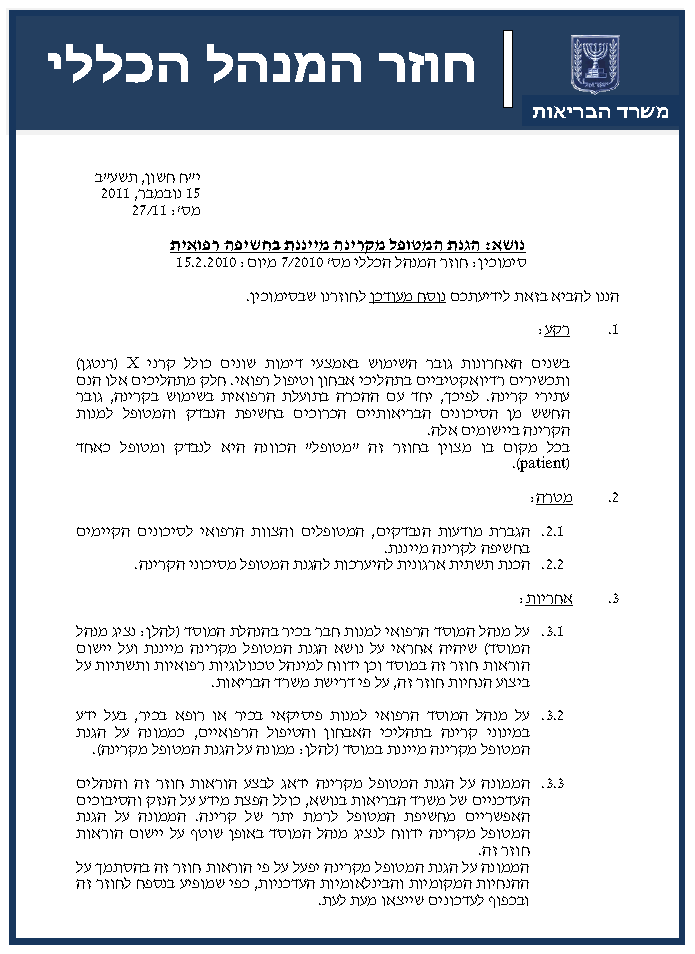 חוזר המנהל הכללי
משרד הבריאות
י״ח חשון, תשע״ב
15 נובמבר, 2011
מס׳: 27/11
נושא: הגנת המטופל מקרינה מייננת בחשיפה רפואית
סימוכין: חוזר המנהל הכללי מס׳ 7/2010 מיום: 15.2.2010
הננו להביא בזאת לידיעתכם נוסח מעודכן לחוזרנו שבסימוכין.
1. רקע:
בשנים האחרונות גובר השימוש באמצעי דימות שונים כולל קרני X (רנטגן)
ותכשירים רדיואקטיביים בתהליכי אבחון וטיפול רפואי. חלק מתהליכים אלו הנם
עתירי קרינה. לפיכך, יחד עם ההכרה בתועלת הרפואית בשימוש בקרינה, גובר
החשש מן הסיכונים הבריאותיים הכרוכים בחשיפת הנבדק והמטופל למנות
הקרינה ביישומים אלה.
בכל מקום בו מצוין בחוזר זה ״מטופל״ הכוונה היא לנבדק ומטופל כאחד
(patient).
2. מטרה:
2.1. הגברת מודעות הנבדקים, המטופלים והצוות הרפואי לסיכונים הקיימים
בחשיפה לקרינה מייננת.
2.2. הכנת תשתית ארגונית להיערכות להגנת המטופל מסיכוני הקרינה.
3. אחריות:
3.1. על מנהל המוסד הרפואי למנות חבר בכיר בהנהלת המוסד (להלן: נציג מנהל
המוסד) שיהיה אחראי על נושא הגנת המטופל מקרינה מייננת ועל יישום
הוראות חוזר זה במוסד וכן ידווח למינהל טכנולוגיות רפואיות ותשתיות על
ביצוע הנחיות חוזר זה, על פי דרישת משרד הבריאות.
3.2. על מנהל המוסד הרפואי למנות פיסיקאי בכיר או רופא בכיר, בעל ידע
במינוני קרינה בתהליכי האבחון והטיפול הרפואיים, כממונה על הגנת
המטופל מקרינה מייננת במוסד (להלן: ממונה על הגנת המטופל מקרינה).
3.3. הממונה על הגנת המטופל מקרינה ידאג לבצע הוראות חוזר זה והנהלים
העדכניים של משרד הבריאות בנושא, כולל הפצת מידע על הנזק והסיבוכים
האפשריים מחשיפת המטופל לרמת יתר של קרינה. הממונה על הגנת
המטופל מקרינה ידווח לנציג מנהל המוסד באופן שוטף על יישום הוראות
חוזר זה.
הממונה על הגנת המטופל מקרינה יפעל על פי הוראות חוזר זה בהסתמך על
ההנחיות המקומיות והבינלאומיות העדכניות, כפי שמופיע בנספח לחוזר זה
ובכפוף לעדכונים שייצאו מעת לעת.